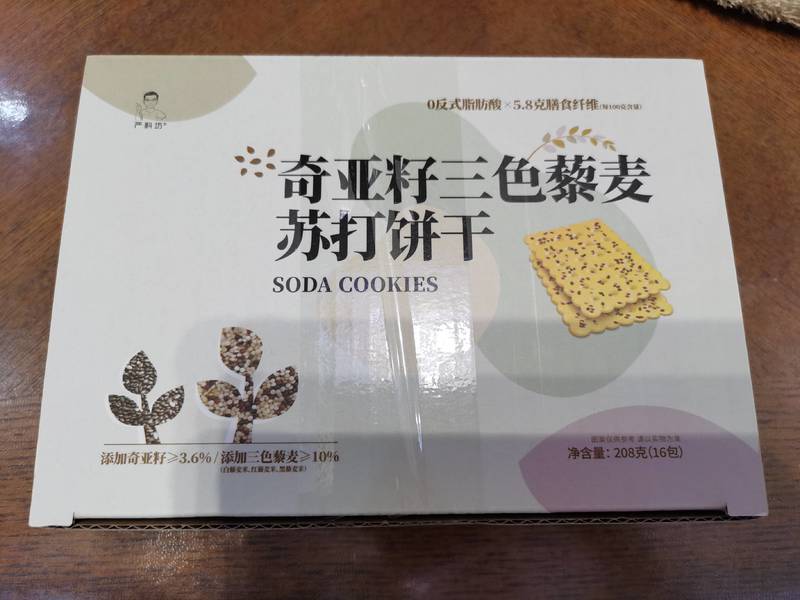 0反式脂肪酸×5.8克膳食纤维(每100克含量)
奇亚籽三色藜麦
苏打饼干
SODA COOKIES
添加奇亚籽≥3.6%/添加三色藜麦≥10%
(白藜麦米,红藜麦米,黑藜麦米)
图案仅供参考 请以实物为准
净含量：208克(16包)